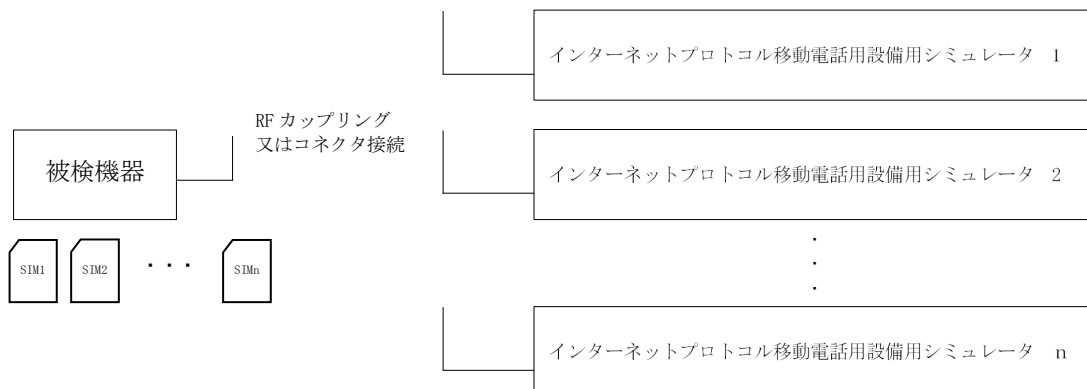 インターネットプロトコル移動電話用設備用シミュレータ 1
RF カップリング
又はコネクタ接続
被検機器
インターネットプロトコル移動電話用設備用シミュレータ 2
SIM1 SIM2 ・・・ SIMn
・
・
・
インターネットプロトコル移動電話用設備用シミュレータ n